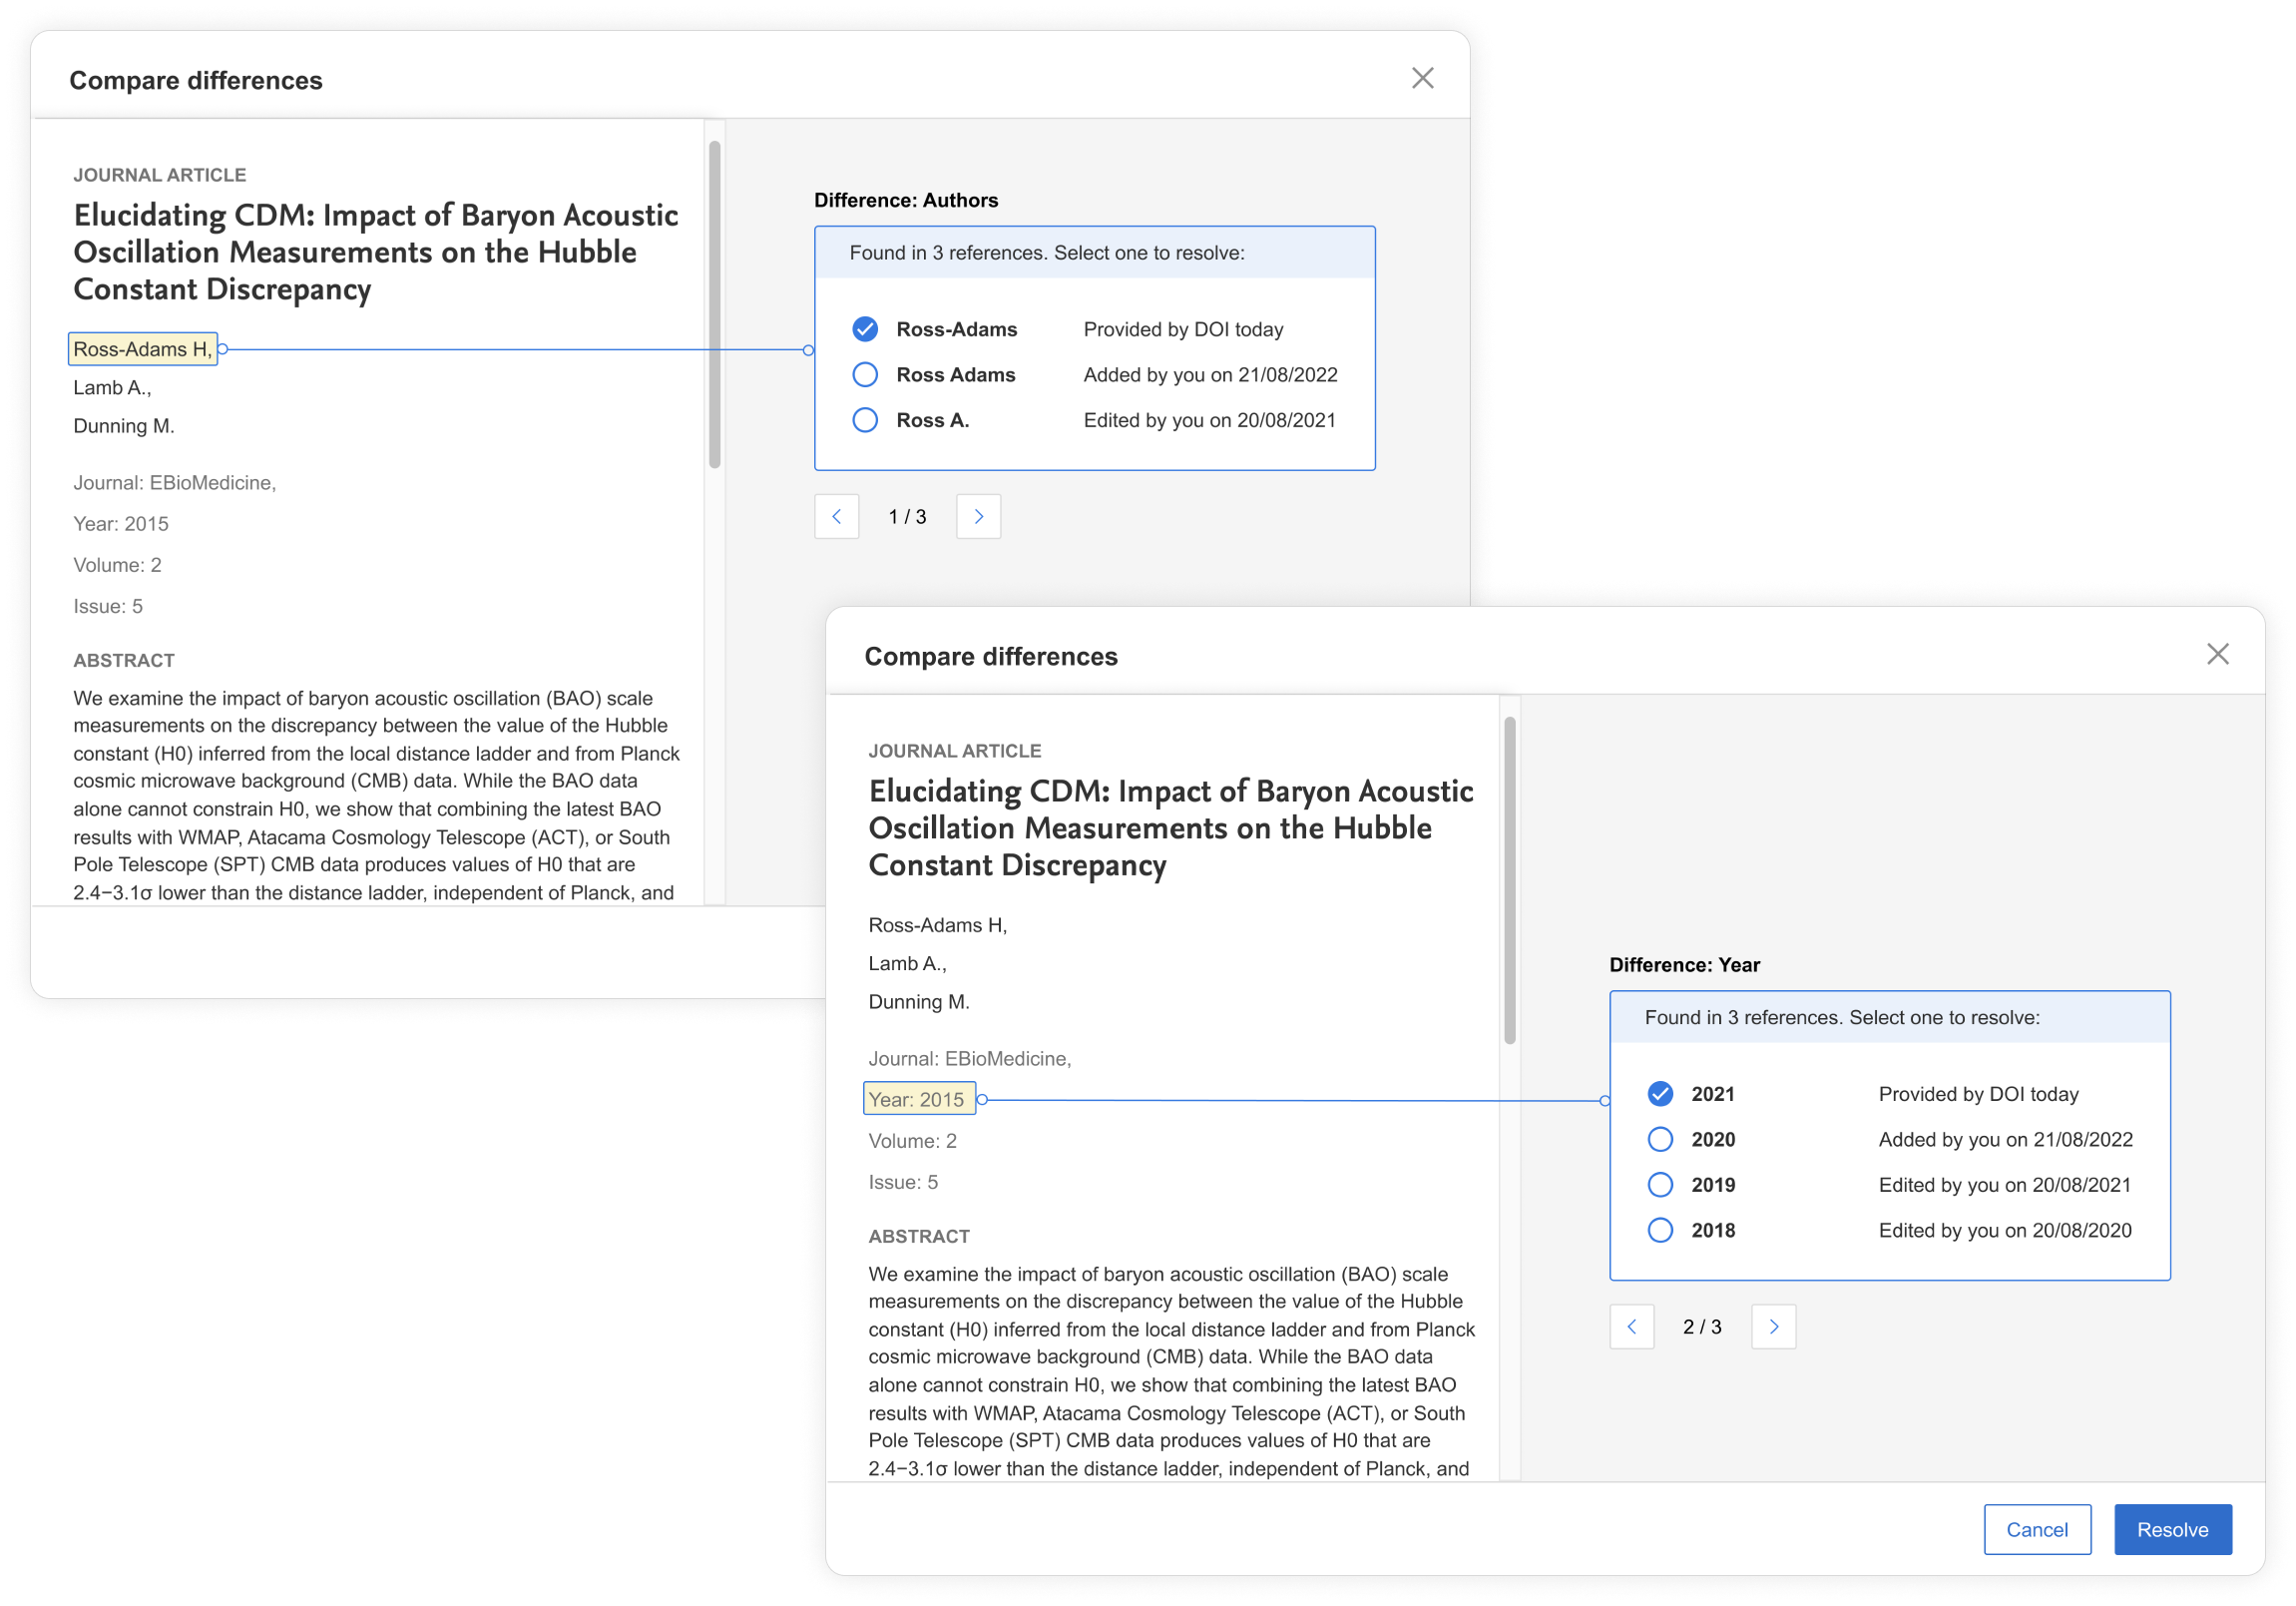 Compare differences
JOURNAL ARTICLE
Elucidating CDM: Impact of Baryon Acoustic
Oscillation Measurements on the Hubble
Constant Discrepancy
Ross-Adams H,
Lamb A.,
Dunning M.
Journal: EBioMedicine,
Year: 2015
Volume: 2
Issue: 5
ABSTRACT
We examine the impact of baryon acoustic oscillation (BAO) scale
measurements on the discrepancy between the value of the Hubble
constant (H0) inferred from the local distance ladder and from Planck
cosmic microwave background (CMB) data. While the BAO data
alone cannot constrain H0, we show that combining the latest BAO
results with WMAP, Atacama Cosmology Telescope (ACT), or South
Pole Telescope (SPT) CMB data produces values of H0 that are
2.4−3.1σ lower than the distance ladder, independent of Planck, and
Difference: Authors
Found in 3 references. Select one to resolve:
Ross-Adams Provided by DOI today
Ross Adams Added by you on 21/08/2022
Ross A. Edited by you on 20/08/2021
1 / 3
Compare differences
JOURNAL ARTICLE
Elucidating CDM: Impact of Baryon Acoustic
Oscillation Measurements on the Hubble
Constant Discrepancy
Ross-Adams H,
Lamb A.,
Dunning M.
Journal: EBioMedicine,
Year: 2015
Volume: 2
Issue: 5
ABSTRACT
We examine the impact of baryon acoustic oscillation (BAO) scale
measurements on the discrepancy between the value of the Hubble
constant (H0) inferred from the local distance ladder and from Planck
cosmic microwave background (CMB) data. While the BAO data
alone cannot constrain H0, we show that combining the latest BAO
results with WMAP, Atacama Cosmology Telescope (ACT), or South
Pole Telescope (SPT) CMB data produces values of H0 that are
2.4−3.1σ lower than the distance ladder, independent of Planck, and
Difference: Year
Found in 3 references. Select one to resolve:
2021 Provided by DOI today
2020 Added by you on 21/08/2022
2019 Edited by you on 20/08/2021
2018 Edited by you on 20/08/2020
2 / 3
Cancel
Resolve